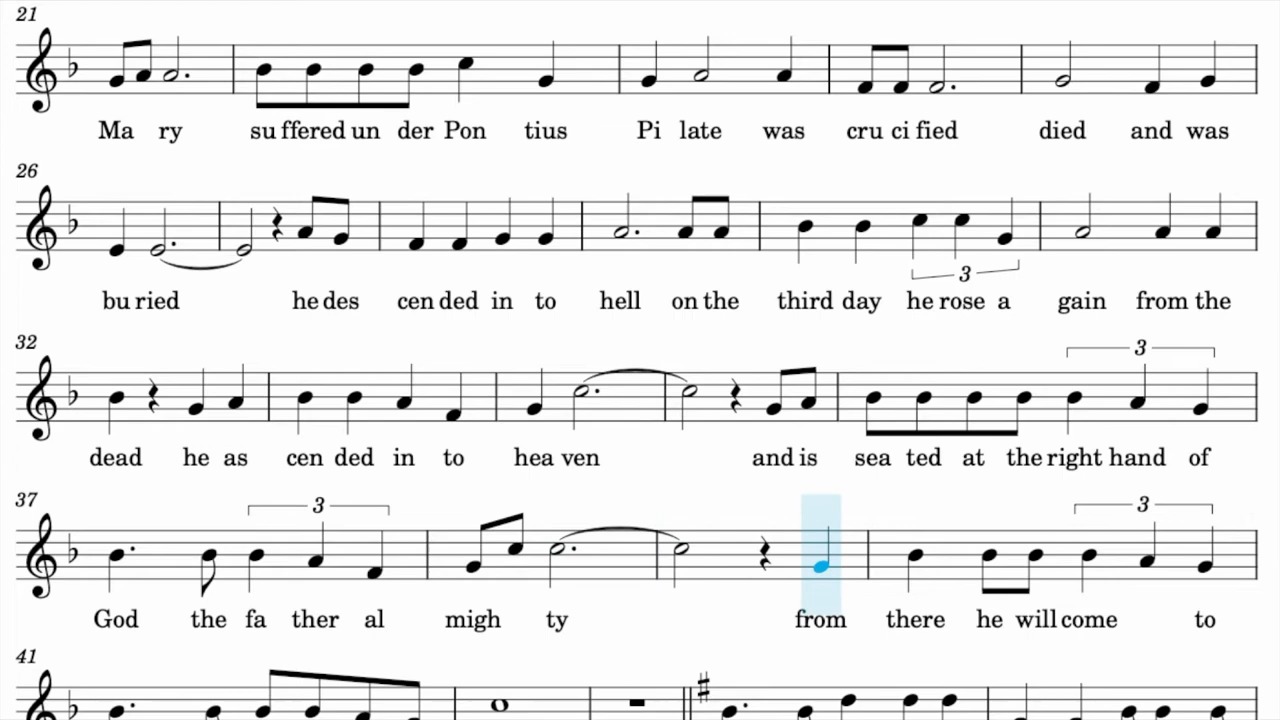 21
Ma ry su ffered un der Pon tius Pi late was cru ci fied died and was
26
bu ried he des cen ded in to hell on the third day he rose a gain from the
3
32
3
dead he as cen ded in to hea ven and is sea ted at the right hand of
37
3
3
God the fa ther al migh ty from there he will come to
41